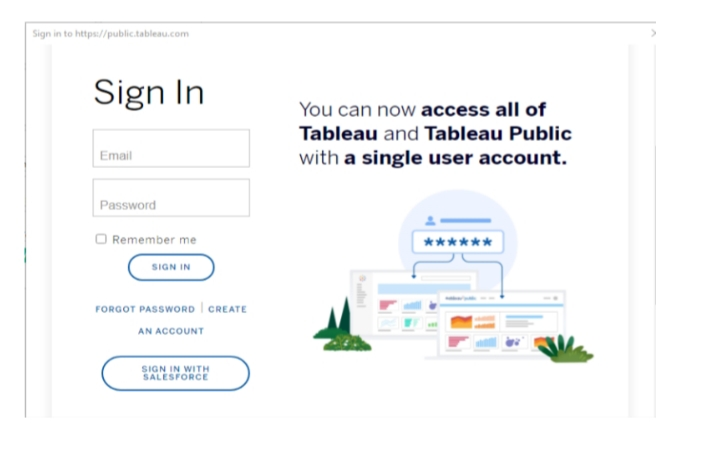 Sign in to https://public.tableau.com
Sign In
Email
Password
Remember me
SIGN IN
FORGOT PASSWORD | CREATE
AN ACCOUNT
SIGN IN WITH
SALESFORCE
You can now access all of
Tableau and Tableau Public
with a single user account.
******